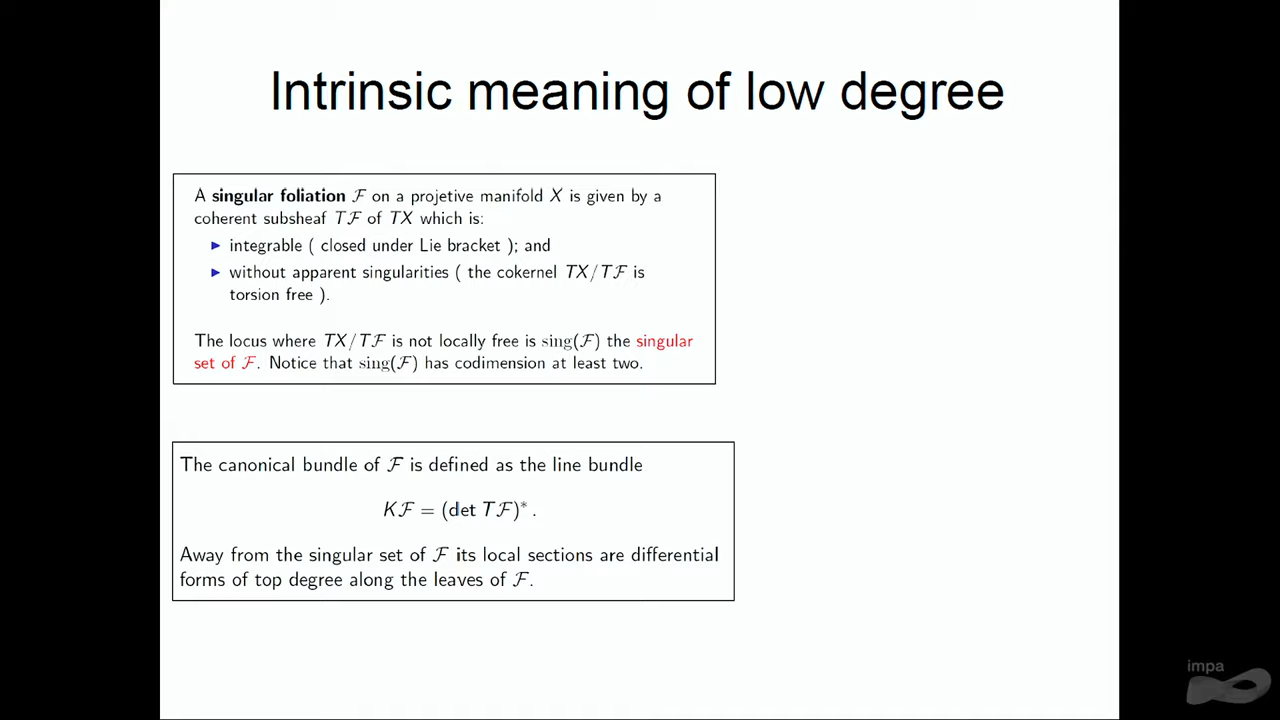 Intrinsic meaning of low degree
A singular foliation ℱ on a projetive manifold X is given by a
coherent subsheaf Tℱ of TX which is:
▶ integrable ( closed under Lie bracket ); and
▶ without apparent singularities ( the cokernel TX/Tℱ is
torsion free ).
The locus where TX/Tℱ is not locally free is sing(ℱ) the singular
set of ℱ. Notice that sing(ℱ) has codimension at least two.
The canonical bundle of ℱ is defined as the line bundle
Kℱ = (det Tℱ)* .
Away from the singular set of ℱ its local sections are differential
forms of top degree along the leaves of ℱ.
impa